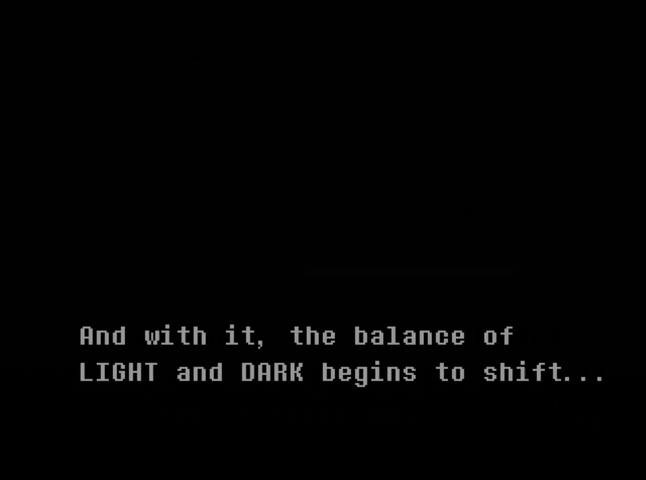 And with it, the balance of
LIGHT and DARK begins to shift...